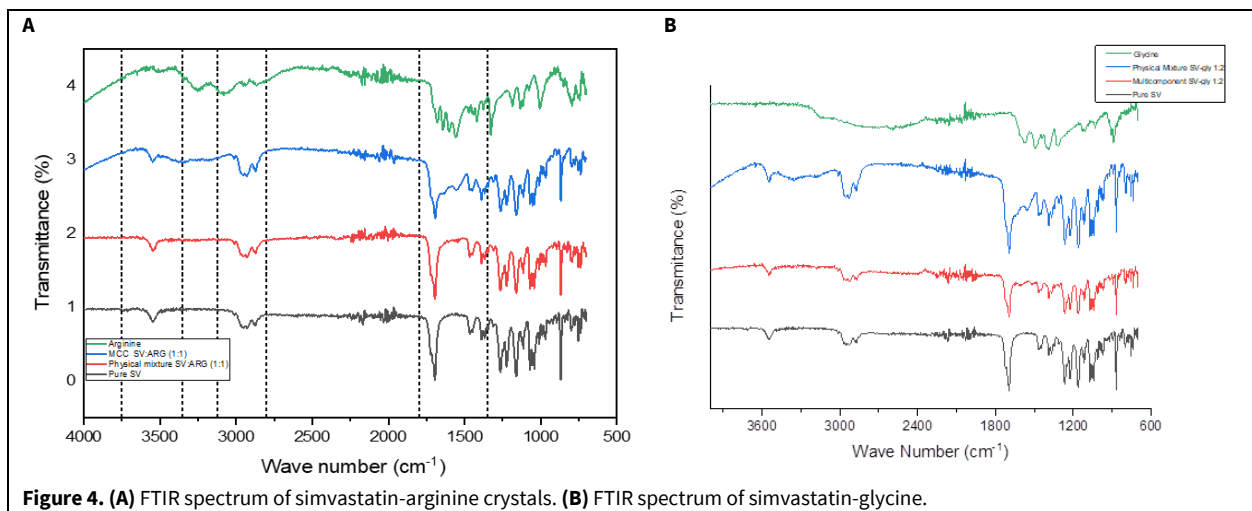 A
B
Transmittance (%)
4
3
2
1
0
Arginine
MCC SV:ARG (1:1)
Physical mixture SV:ARG (1:1)
Pure SV
4000 3500 3000 2500 2000 1500 1000 500
Wave number (cm-1)
Glycine
Physical Mixture SV-gly 1:2
Multicomponent SV-gly 1:2
Pure SV
Transmitance (%)
3600 3000 2400 1800 1200 600
Wave Number (cm-1)
Figure 4. (A) FTIR spectrum of simvastatin-arginine crystals. (B) FTIR spectrum of simvastatin-glycine.